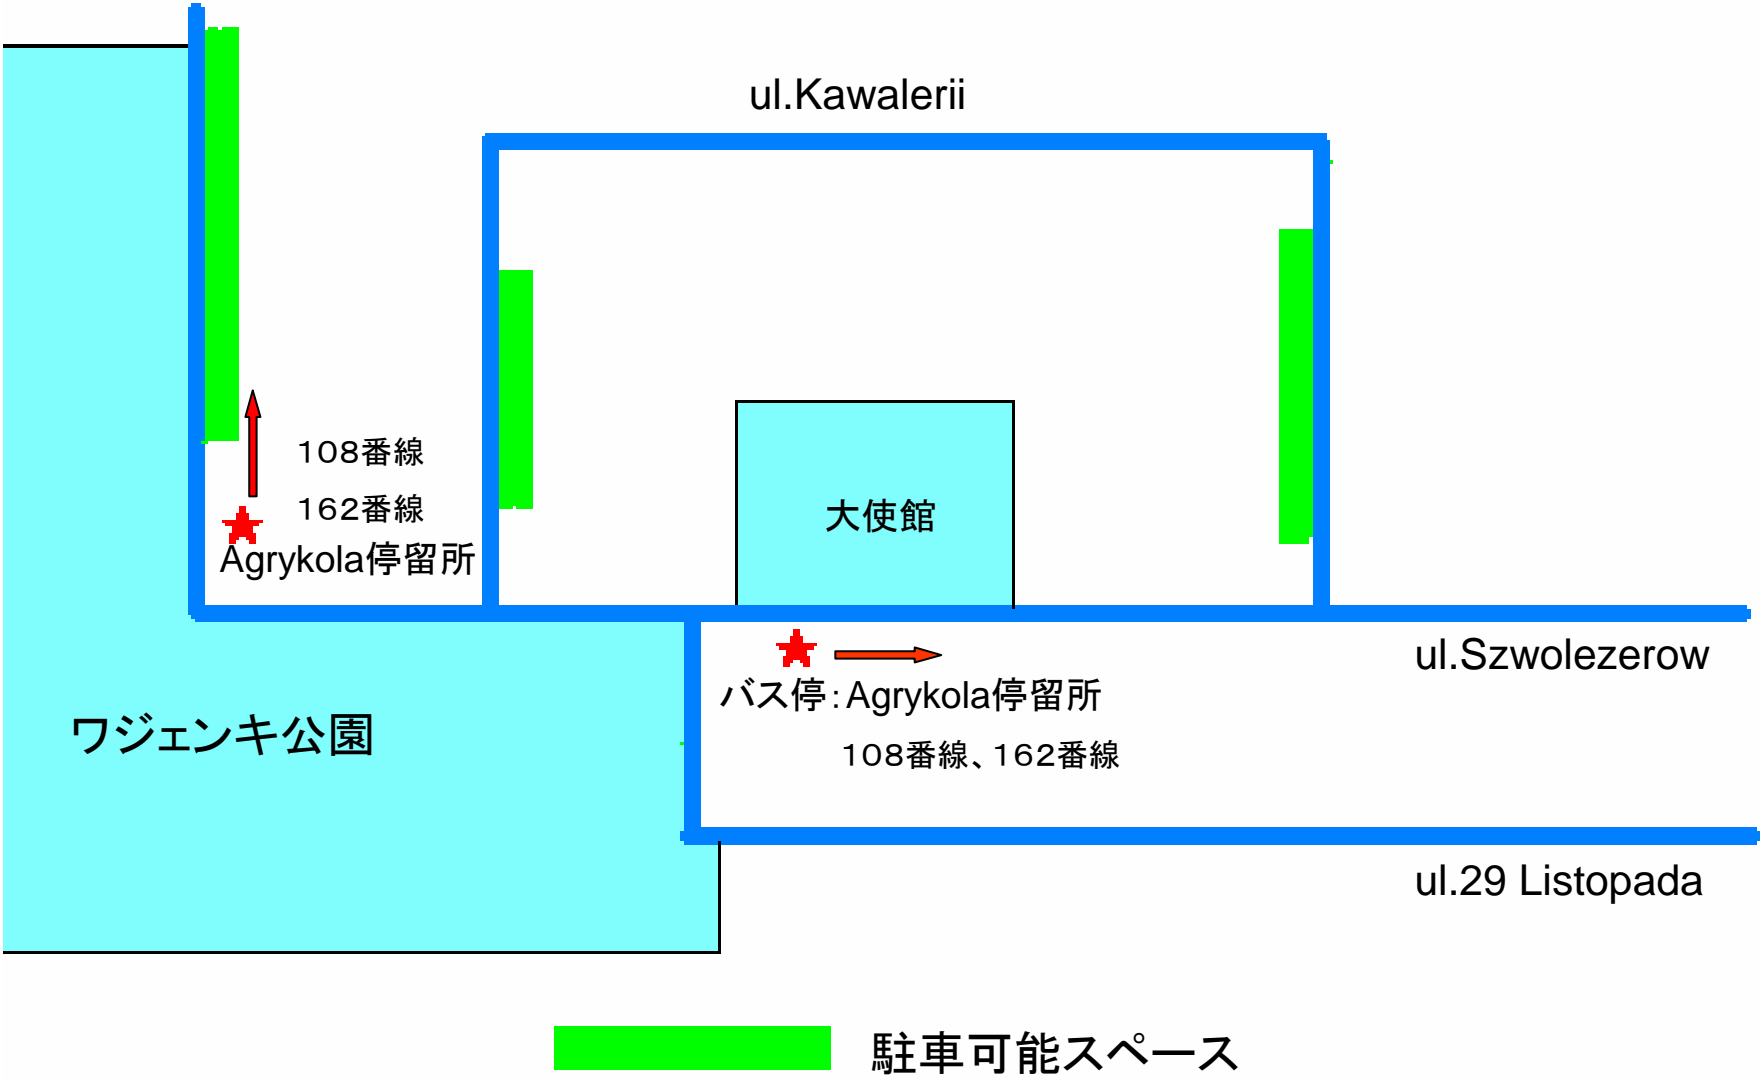 ul.Kawalerii
108番線
162番線
Agrykola停留所
大使館
ul.Szwolezerow
バス停:Agrykola停留所
108番線、162番線
ワジェンキ公園
ul.29 Listopada
駐車可能スペース